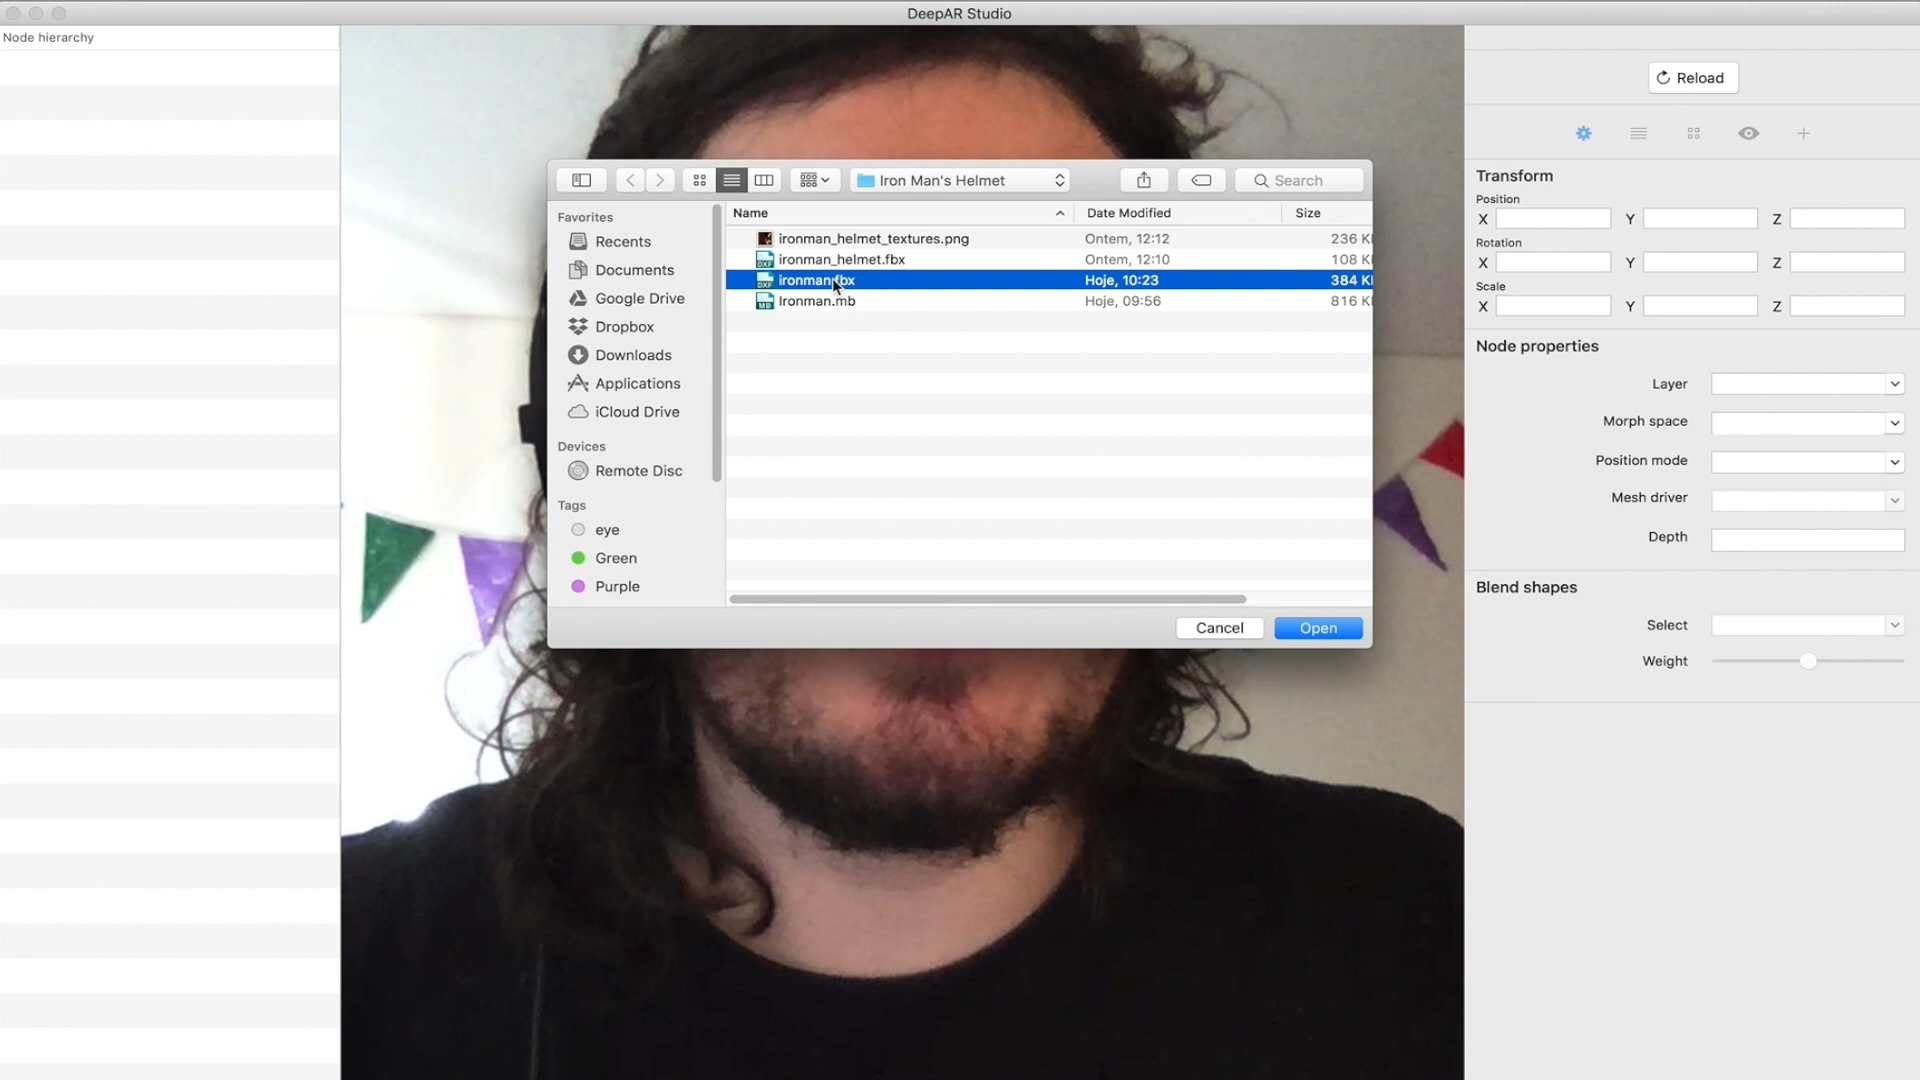 DeepAR Studio
Node hierarchy
Reload
Iron Man's Helmet
Search
Favorites
Recents
Documents
Google Drive
Dropbox
Downloads
Applications
iCloud Drive
Devices
Remote Disc
Tags
eye
Green
Purple
Name Date Modified Size
ironman_helmet_textures.png Ontem, 12:12 236 K
ironman_helmet.fbx Ontem, 12:10 108 K
ironman.fbx Hoje, 10:23 384 K
Ironman.mb Hoje, 09:56 816 K
Cancel Open
Transform
Position
X Y Z
Rotation
X Y Z
Scale
X Y Z
Node properties
Layer
Morph space
Position mode
Mesh driver
Depth
Blend shapes
Select
Weight